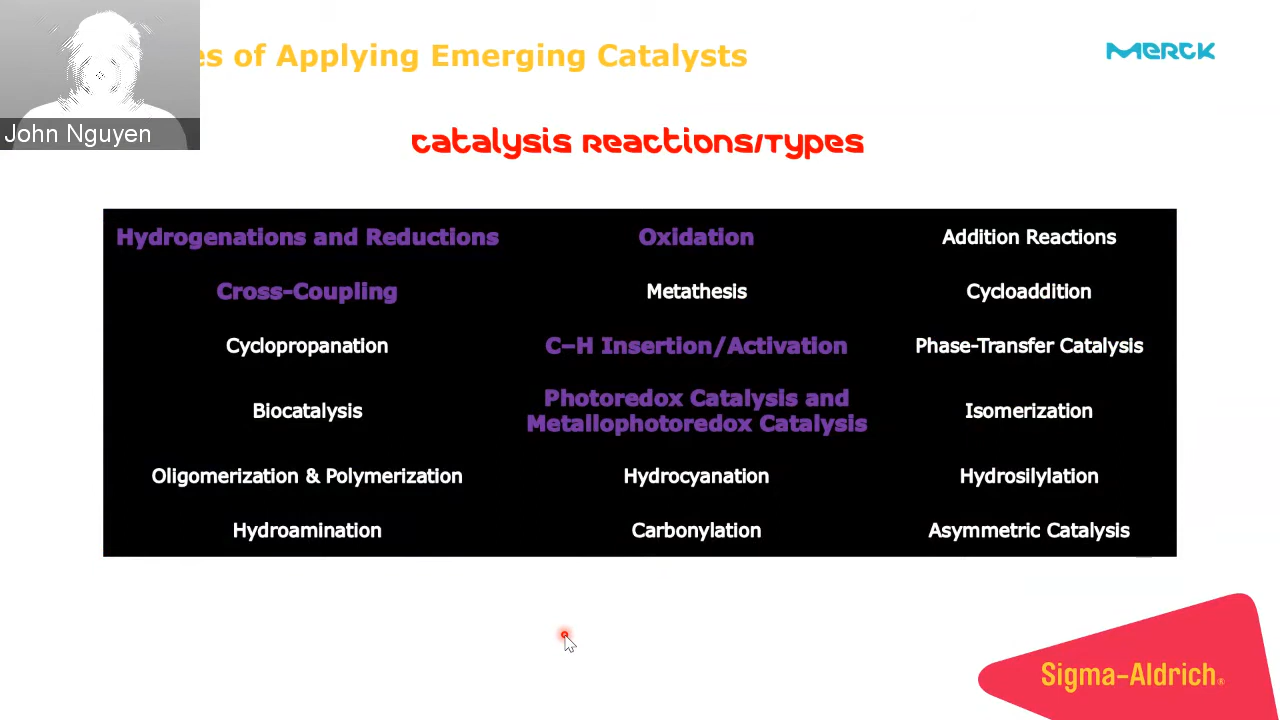 es of Applying Emerging Catalysts
MERCK
John Nguyen
Catalysis Reactions/Types
Hydrogenations and Reductions Oxidation Addition Reactions
Cross-Coupling Metathesis Cycloaddition
Cyclopropanation C–H Insertion/Activation Phase-Transfer Catalysis
Biocatalysis Photoredox Catalysis and Metallophotoredox Catalysis Isomerization
Oligomerization & Polymerization Hydrocyanation Hydrosilylation
Hydroamination Carbonylation Asymmetric Catalysis
Sigma-Aldrich®